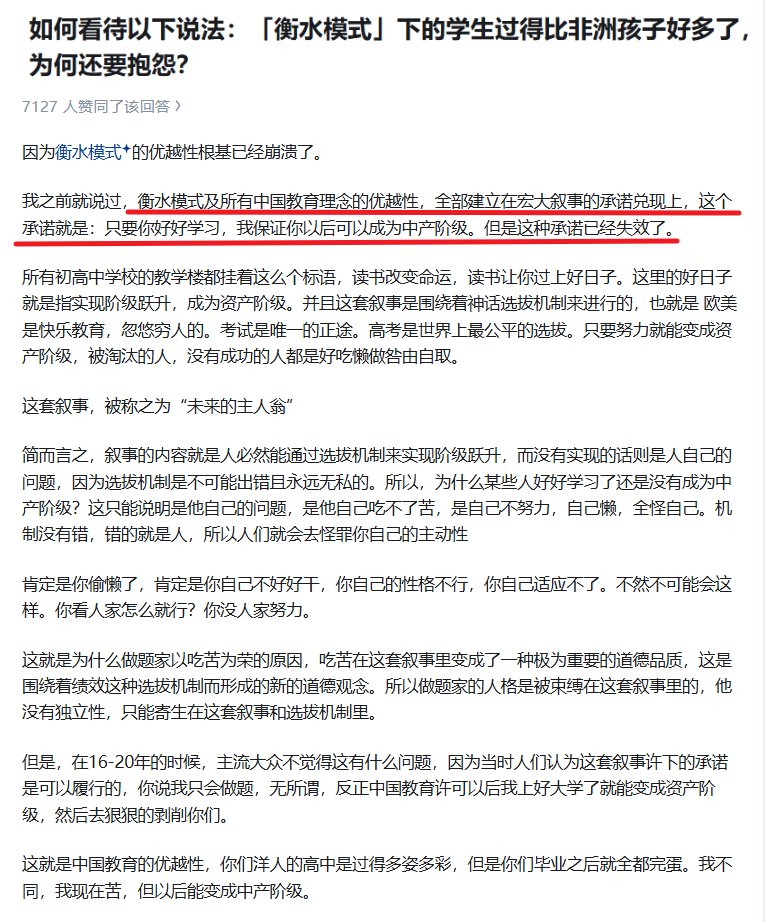 如何看待以下说法：「衡水模式」下的学生过得比非洲孩子好多了，
为何还要抱怨？
7127 人赞同了该回答 >
因为衡水模式的优越性根基已经崩溃了。
我之前就说过，衡水模式及所有中国教育理念的优越性，全部建立在宏大叙事的承诺兑现上，这个
承诺就是：只要你好好学习，我保证你以后可以成为中产阶级。但是这种承诺已经失效了。
所有初高中学校的教学楼都挂着这么个标语，读书改变命运，读书让你过上好日子。这里的好日子
就是指实现阶级跃升，成为资产阶级。并且这套叙事是围绕着神话选拔机制来进行的，也就是 欧美
是快乐教育，忽悠穷人的。考试是唯一的正途。高考是世界上最公平的选拔。只要努力就能变成资
产阶级，被淘汰的人，没有成功的人都是好吃懒做咎由自取。
这套叙事，被称之为“未来的主人翁”
简而言之，叙事的内容就是人必然能通过选拔机制来实现阶级跃升，而没有实现的话则是人自己的
问题，因为选拔机制是不可能出错且永远无私的。所以，为什么某些人好好学习了还是没有成为中
产阶级？这只能说明是他自己的问题，是他自己吃不了苦，是自己不努力，自己懒，全怪自己。机
制没有错，错的就是人，所以人们就会去怪罪你自己的主动性
肯定是你偷懒了，肯定是你自己不好好干，你自己的性格不行，你自己适应不了。不然不可能会这
样。你看人家怎么就行？你没人家努力。
这就是为什么做题家以吃苦为荣的原因，吃苦在这套叙事里变成了一种极为重要的道德品质，这是
围绕着绩效这种选拔机制而形成的新的道德观念。所以做题家的人格是被束缚在这套叙事里的，他
没有独立性，只能寄生在这套叙事和选拔机制里。
但是，在16-20年的时候，主流大众不觉得这有什么问题，因为当时人们认为这套叙事许下的承诺
是可以履行的，你说我只会做题，无所谓，反正中国教育许可以后我上好大学了就能变成资产阶
级，然后去狠狠的剥削你们。
这就是中国教育的优越性，你们洋人的高中是过得多姿多彩，但是你们毕业之后就全都完蛋。我不
同，我现在苦，但以后能变成中产阶级。